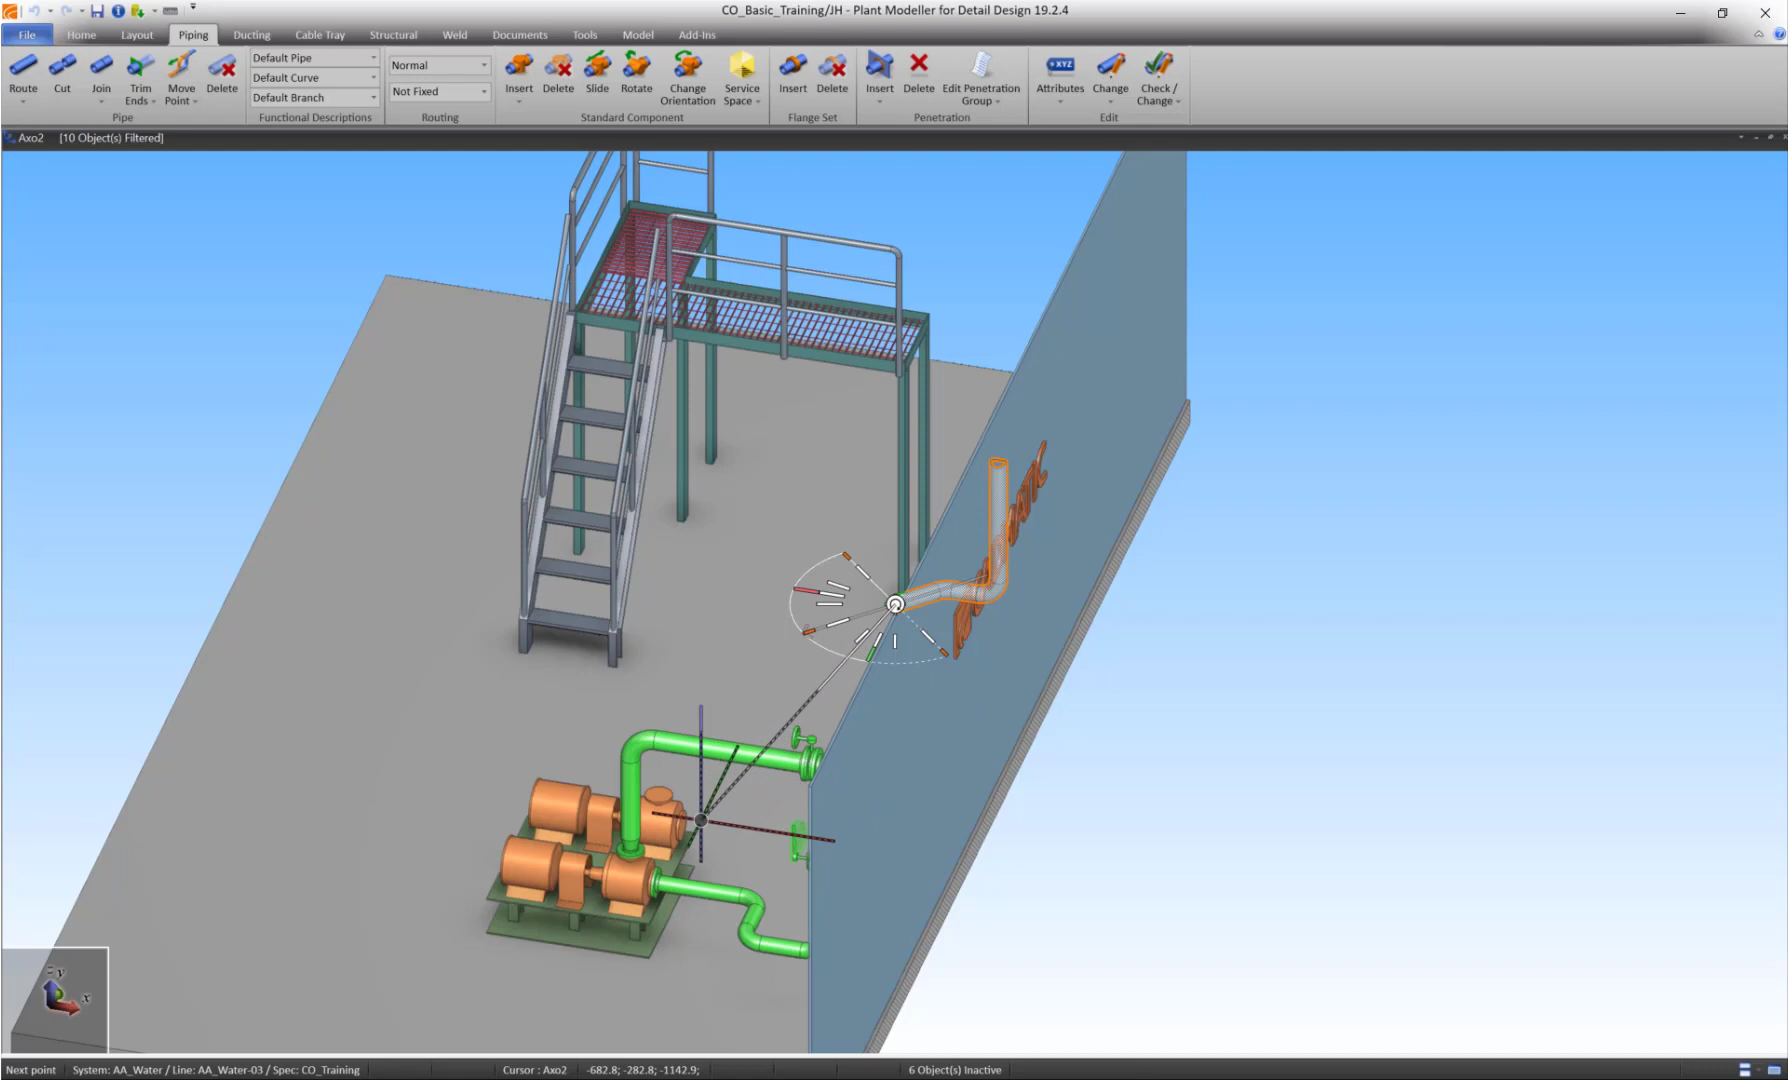 CO_Basic_Training/JH - Plant Modeller for Detail Design 19.2.4
File Home Layout Piping Ducting Cable Tray Structural Weld Documents Tools Model Add-Ins
Route Cut Join Trim Ends Move Point Delete
Pipe
Default Pipe
Default Curve
Default Branch
Functional Descriptions
Normal
Not Fixed
Routing
Insert Delete Slide Rotate Change Orientation Service Space
Standard Component
Insert Delete
Flange Set
Insert Delete Edit Penetration Group
Penetration
XYZ
Attributes Change Check / Change
Edit
Axo2 [10 Object(s) Filtered]
y
x
Next point System: AA_Water / Line: AA_Water-03 / Spec: CO_Training Cursor : Axo2 -682.8; -282.8; -1142.9; 6 Object(s) Inactive